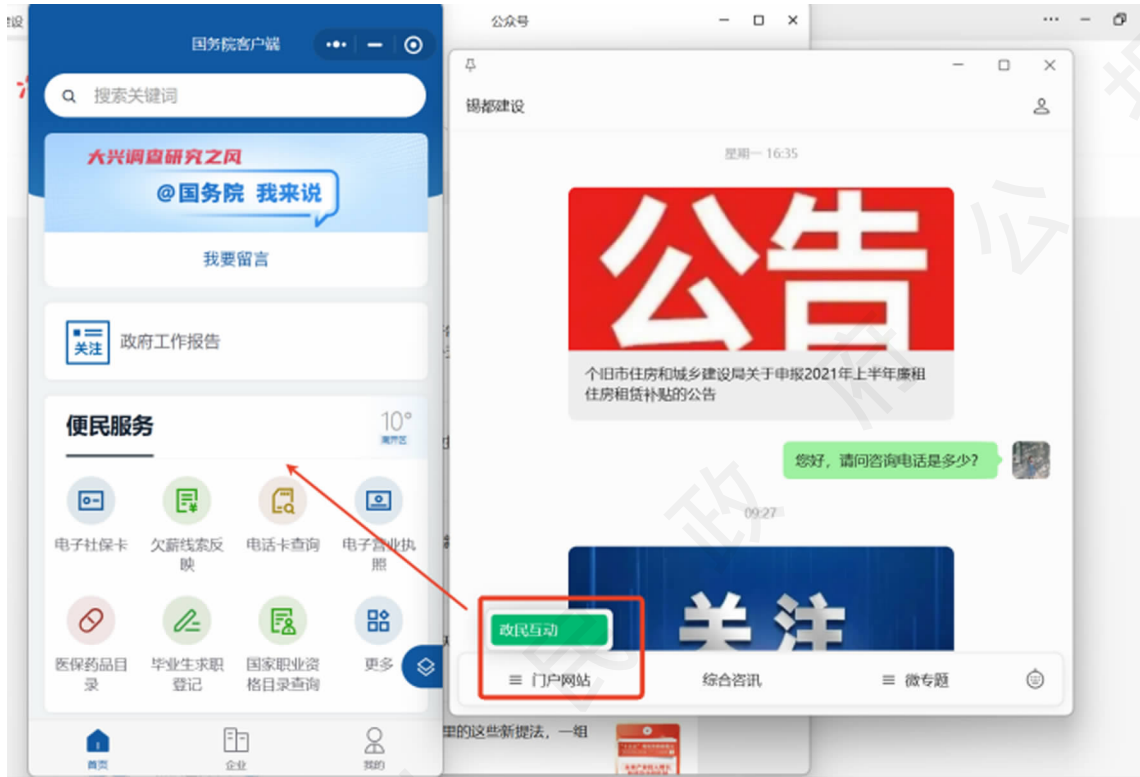 建设
国务院客户端
搜索关键词
大兴调查研究之风
@国务院 我来说
我要留言
关注
政府工作报告
便民服务
10°
南开区
电子社保卡
欠薪线索反
映
电话卡查询
电子营业执
照
医保药品目
录
毕业生求职
登记
国家职业资
格目录查询
更多
首页
企业
我的
公众号
锡都建设
星期一 16:35
公告
个旧市住房和城乡建设局关于申报2021年上半年廉租
住房租赁补贴的公告
您好，请问咨询电话是多少?
09:27
关注
政民互动
门户网站
综合咨讯
微专题
里的这些新提法，一组
民政府公